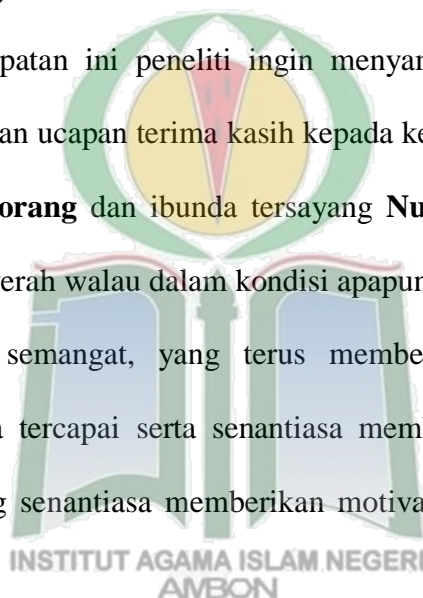 patan ini peneliti ingin menyan
an ucapan terima kasih kepada ke
orang dan ibunda tersayang Nu
erah walau dalam kondisi apapun
semangat, yang terus membe
tercapai serta senantiasa mem
g senantiasa memberikan motiva
INSTITUT AGAMA ISLAM NEGERI
AMBON